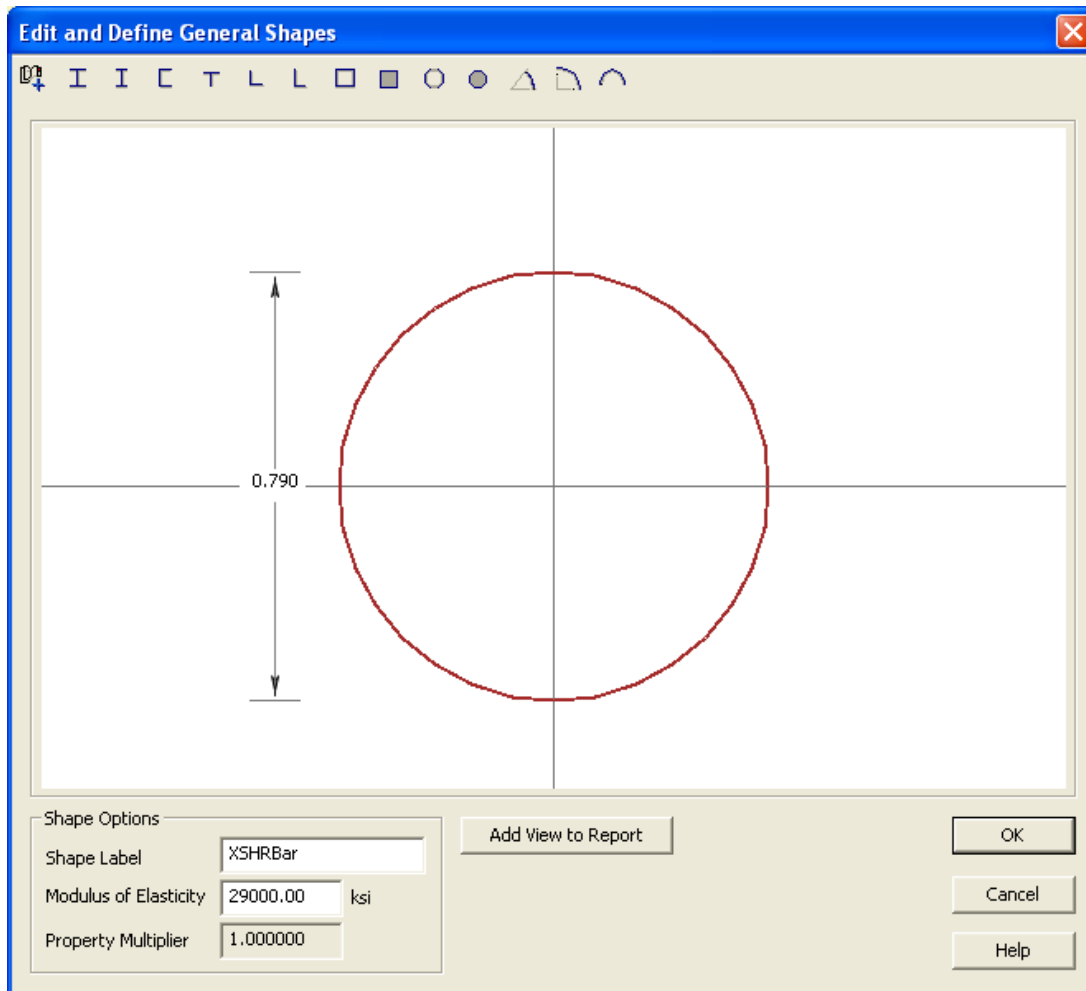 Edit and Define General Shapes
0.790
Shape Options
Shape Label XSHRBar
Modulus of Elasticity 29000.00 ksi
Property Multiplier 1.000000
Add View to Report
OK
Cancel
Help